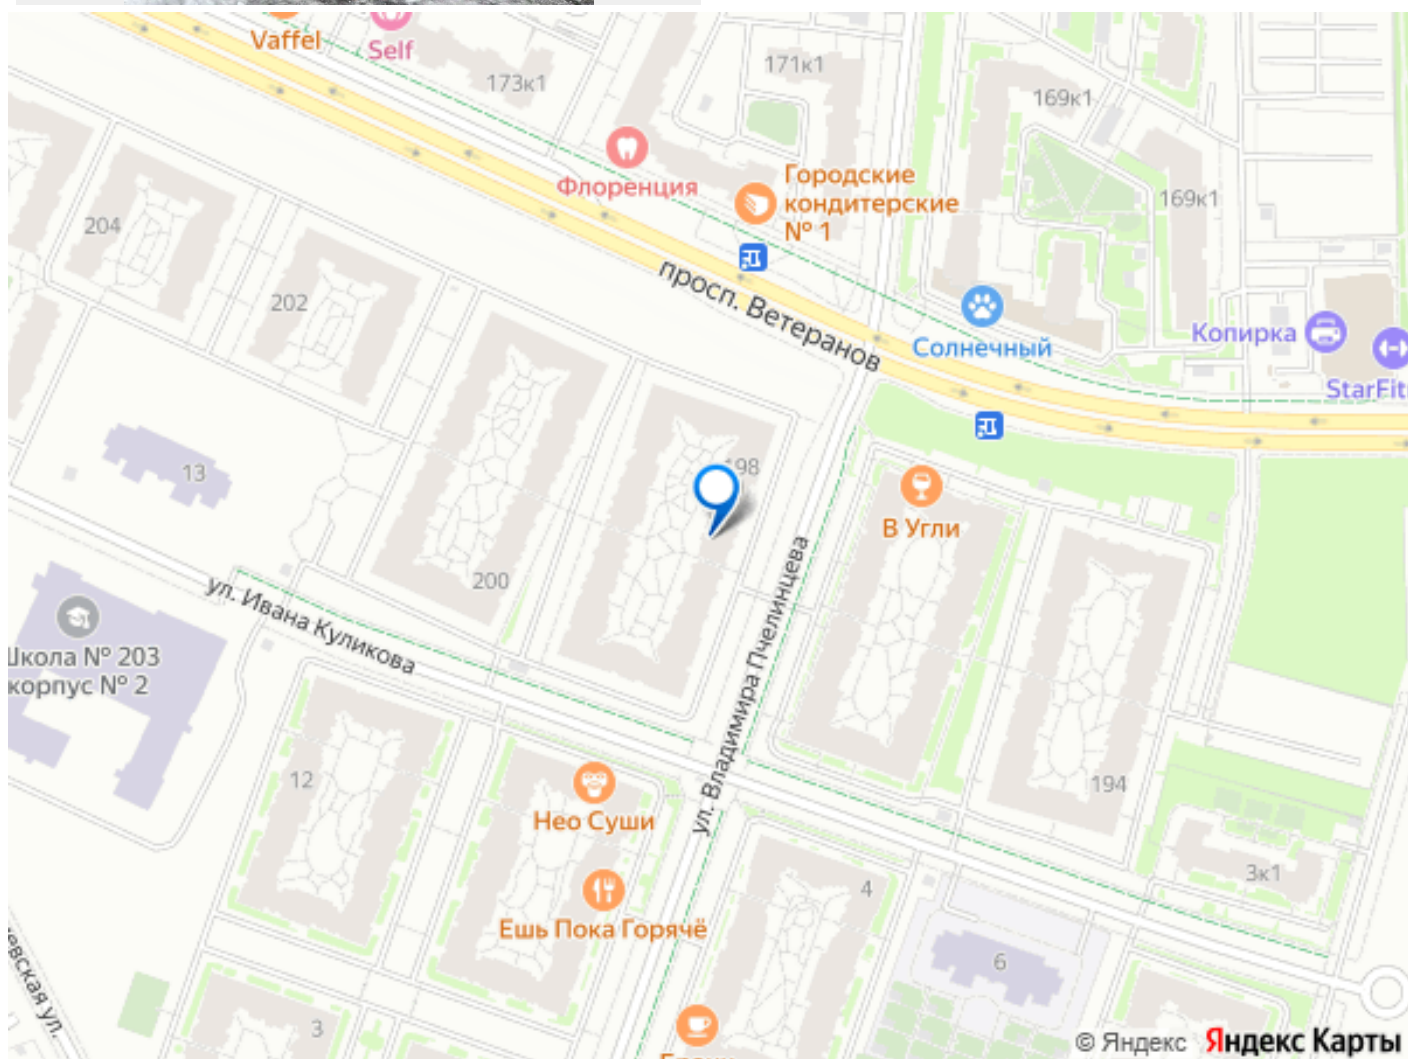 Vaffel
Self
173к1
171к1
169к1
Флоренция
Городские
кондитерские
№ 1
169к1
204
202
просп. Ветеранов
Солнечный
Копирка
StarFit
198
13
В Угли
200
ул. Ивана Куликова
ул. Владимира Пчелинцева
Школа № 203
корпус № 2
12
194
Нео Суши
3к1
4
Ешь Пока Горячё
6
евская ул.
3
© Яндекс Яндекс Карты